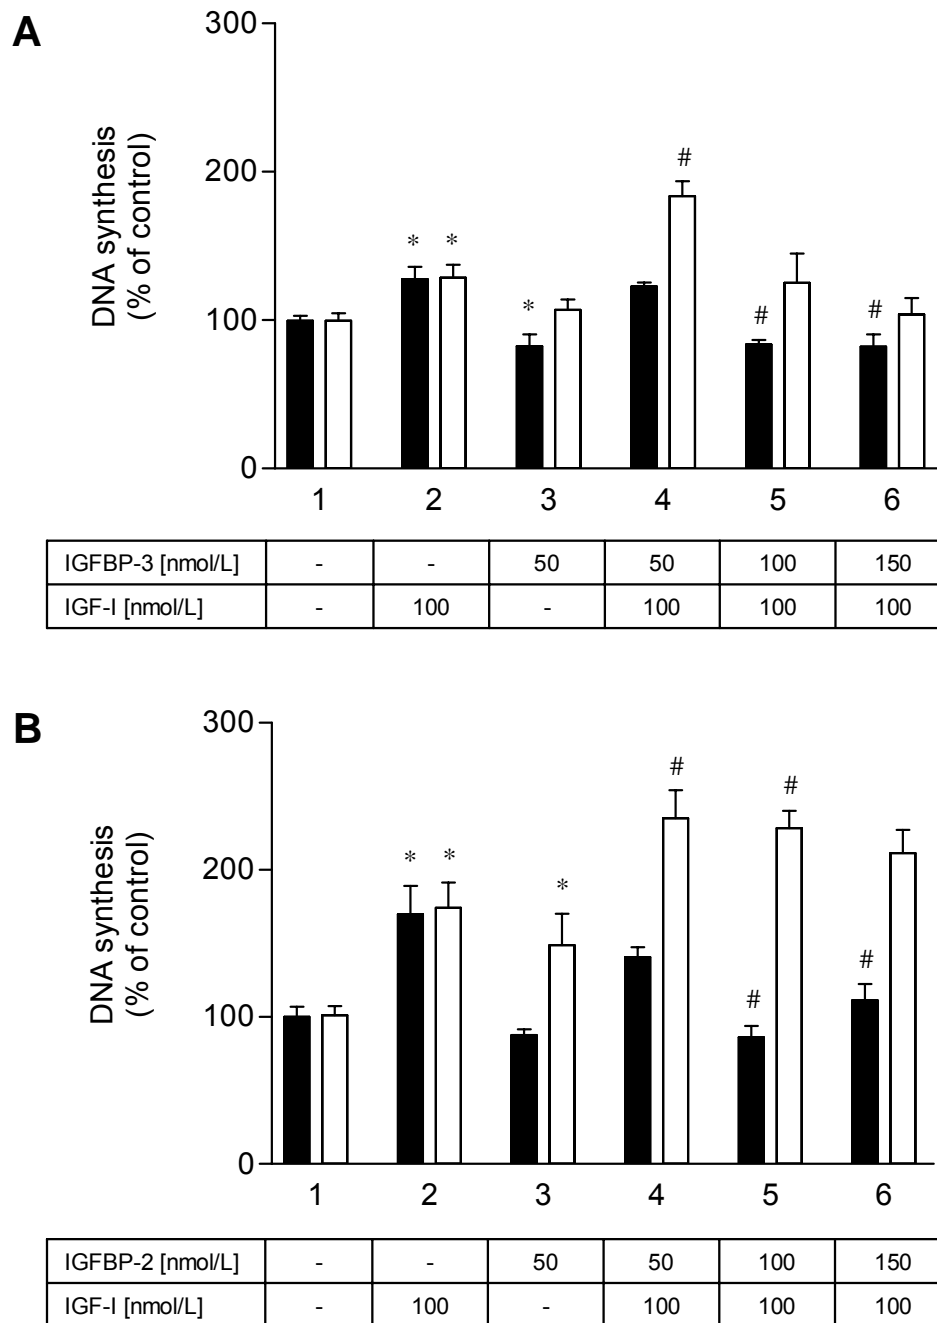 A
300
200
100
0
DNA synthesis
(% of control)
* * * # # #
1 2 3 4 5 6
IGFBP-3 [nmol/L] - - 50 50 100 150
IGF-I [nmol/L] - 100 - 100 100 100
B
300
200
100
0
DNA synthesis
(% of control)
* * * # # # #
1 2 3 4 5 6
IGFBP-2 [nmol/L] - - 50 50 100 150
IGF-I [nmol/L] - 100 - 100 100 100